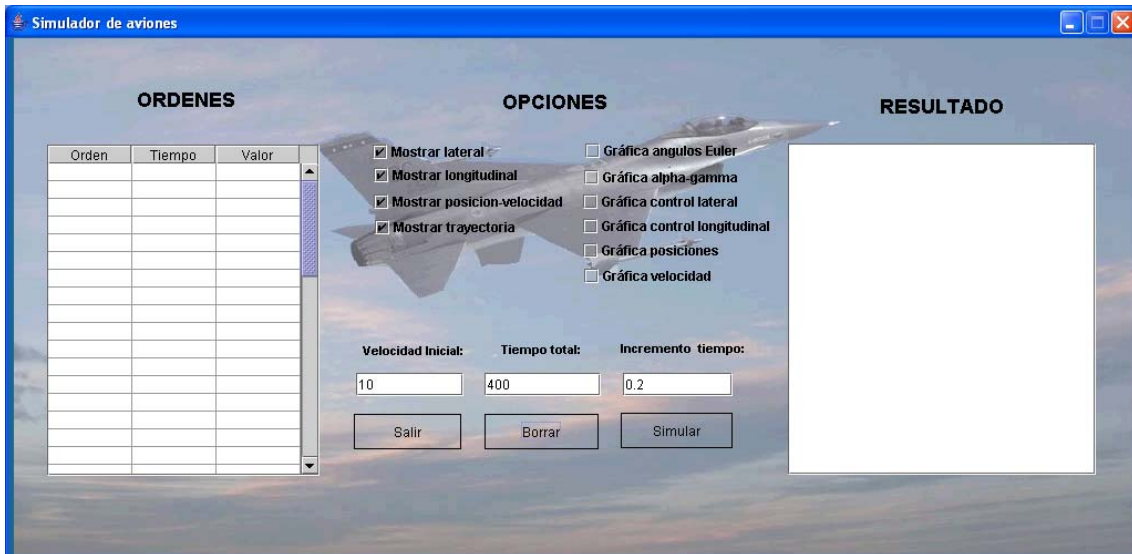 Simulador de aviones
ORDENES
OPCIONES
RESULTADO
Orden Tiempo Valor
Mostrar lateral
Mostrar longitudinal
Mostrar posicion-velocidad
Mostrar trayectoria
Gráfica angulos Euler
Gráfica alpha-gamma
Gráfica control lateral
Gráfica control longitudinal
Gráfica posiciones
Gráfica velocidad
Velocidad Inicial: Tiempo total: Incremento tiempo:
10 400 0.2
Salir Borrar Simular